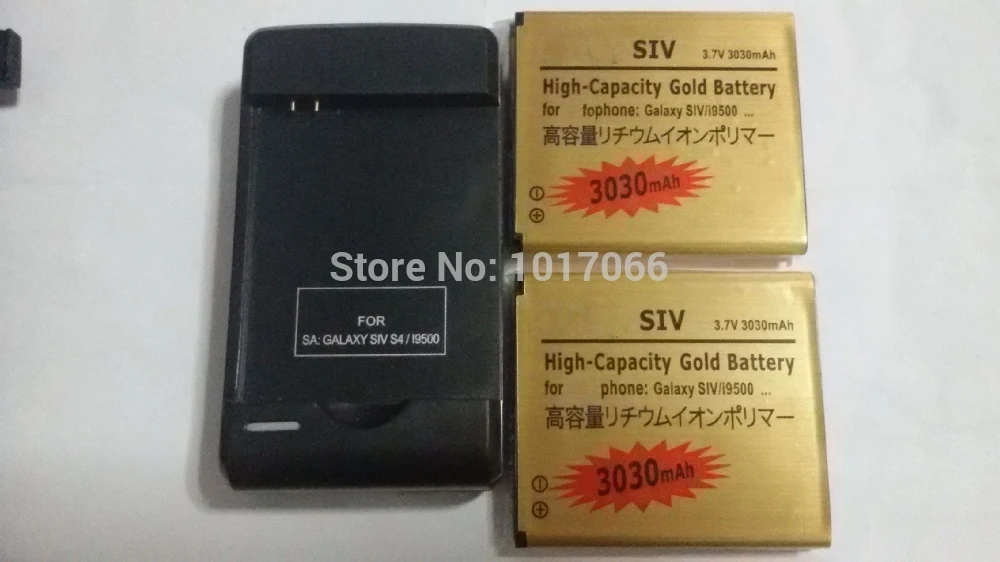 SIV 3.7V 3030mAh
High-Capacity Gold Battery
for fophone: Galaxy SIV/i9500 ...
高容量リチウムイオンポリマー
3030mAh
Store No: 1017066
FOR
SA: GALAXY SIV S4 / I9500
SIV 3.7V 3030mAh
High-Capacity Gold Battery
for phone: Galaxy SIV/i9500 ...
高容量リチウムイオンポリマー
3030mAh